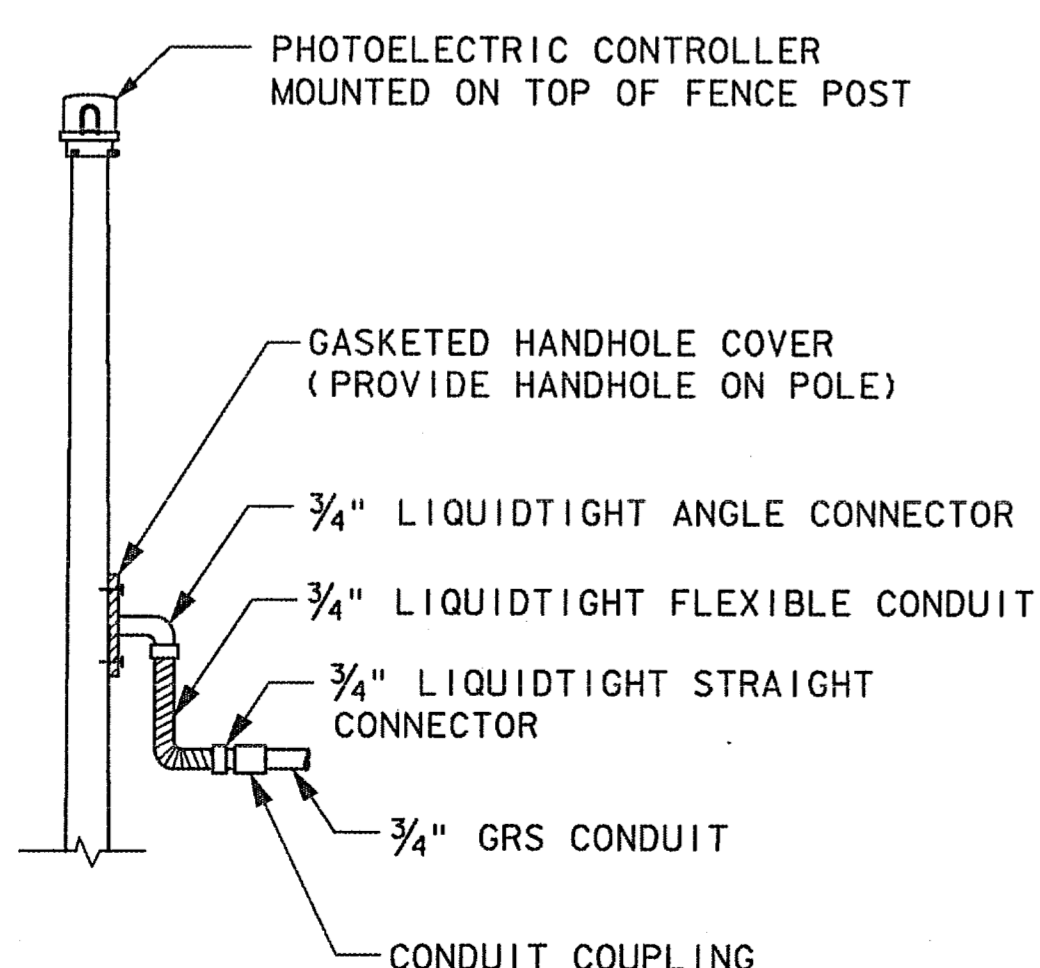 PHOTOELECTRIC CONTROLLER
MOUNTED ON TOP OF FENCE POST
GASKETED HANDHOLE COVER
(PROVIDE HANDHOLE ON POLE)
3/4" LIQUIDTIGHT ANGLE CONNECTOR
3/4" LIQUIDTIGHT FLEXIBLE CONDUIT
3/4" LIQUIDTIGHT STRAIGHT
CONNECTOR
3/4" GRS CONDUIT
CONDUIT COUPLING